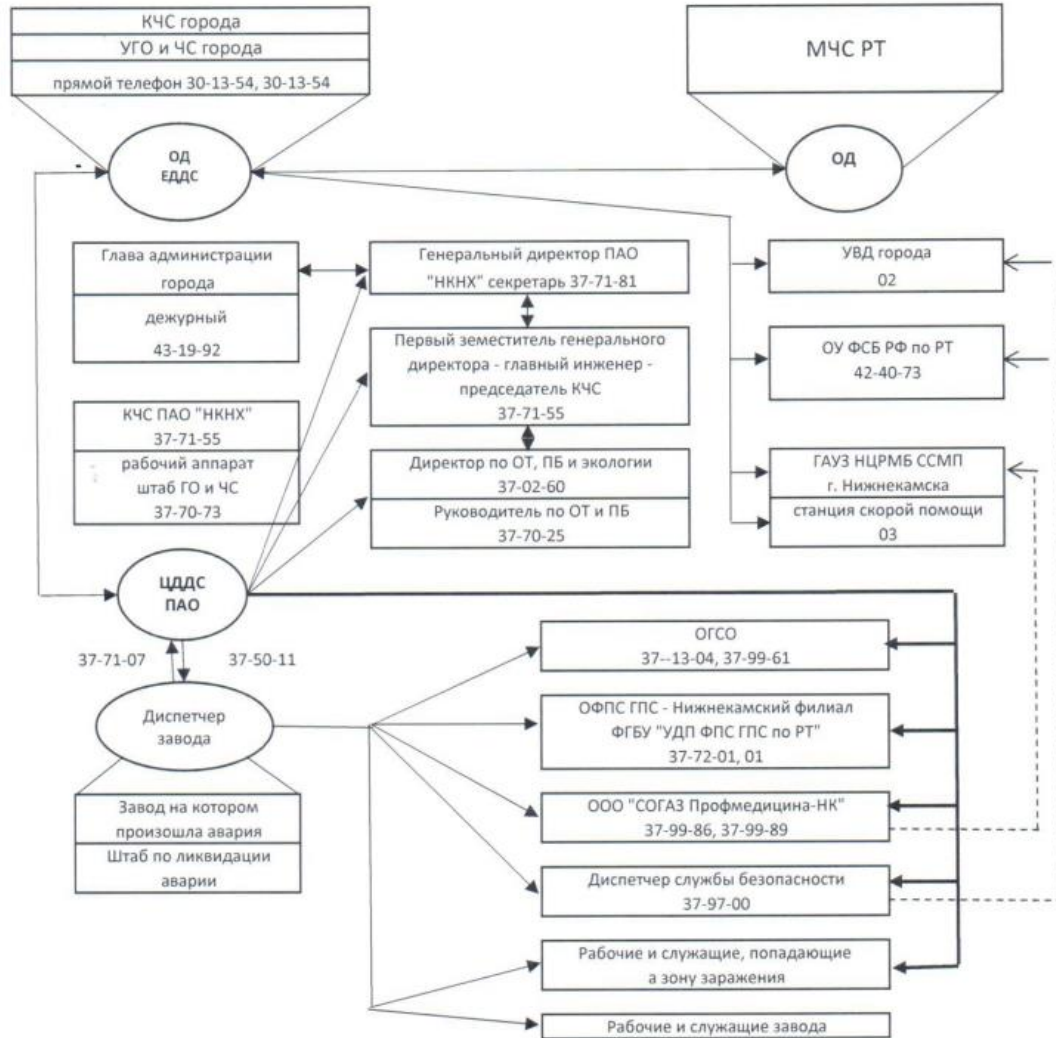 КЧС города
УГО и ЧС города
прямой телефон 30-13-54, 30-13-54
МЧС РТ
ОД
ЕДДС
ОД
Глава администрации
города
дежурный
43-19-92
Генеральный директор ПАО
"НКНХ" секретарь 37-71-81
УВД города
02
Первый земеститель генерального
директора - главный инженер -
председатель КЧС
37-71-55
ОУ ФСБ РФ по РТ
42-40-73
КЧС ПАО "НКНХ"
37-71-55
рабочий аппарат
штаб ГО и ЧС
37-70-73
Директор по ОТ, ПБ и экологии
37-02-60
Руководитель по ОТ и ПБ
37-70-25
ГАУЗ НЦРМБ ССМП
г. Нижнекамска
станция скорой помощи
03
ЦДДС
ПАО
37-71-07
37-50-11
Диспетчер
завода
Завод на котором
произошла авария
Штаб по ликвидации
аварии
ОГСО
37--13-04, 37-99-61
ОФПС ГПС - Нижнекамский филиал
ФГБУ "УДП ФПС ГПС по РТ"
37-72-01, 01
ООО "СОГАЗ Профмедицина-НК"
37-99-86, 37-99-89
Диспетчер службы безопасности
37-97-00
Рабочие и служащие, попадающие
а зону заражения
Рабочие и служащие завода